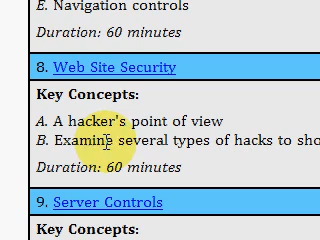 E. Navigation controls
Duration: 60 minutes
8. Web Site Security
Key Concepts:
A. A hacker's point of view
B. Examine several types of hacks to sho
Duration: 60 minutes
9. Server Controls
Key Concepts: